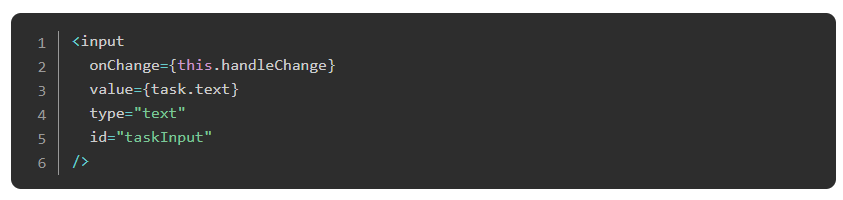 1 <input
2   onChange={this.handleChange}
3   value={task.text}
4   type="text"
5   id="taskInput"
6 />